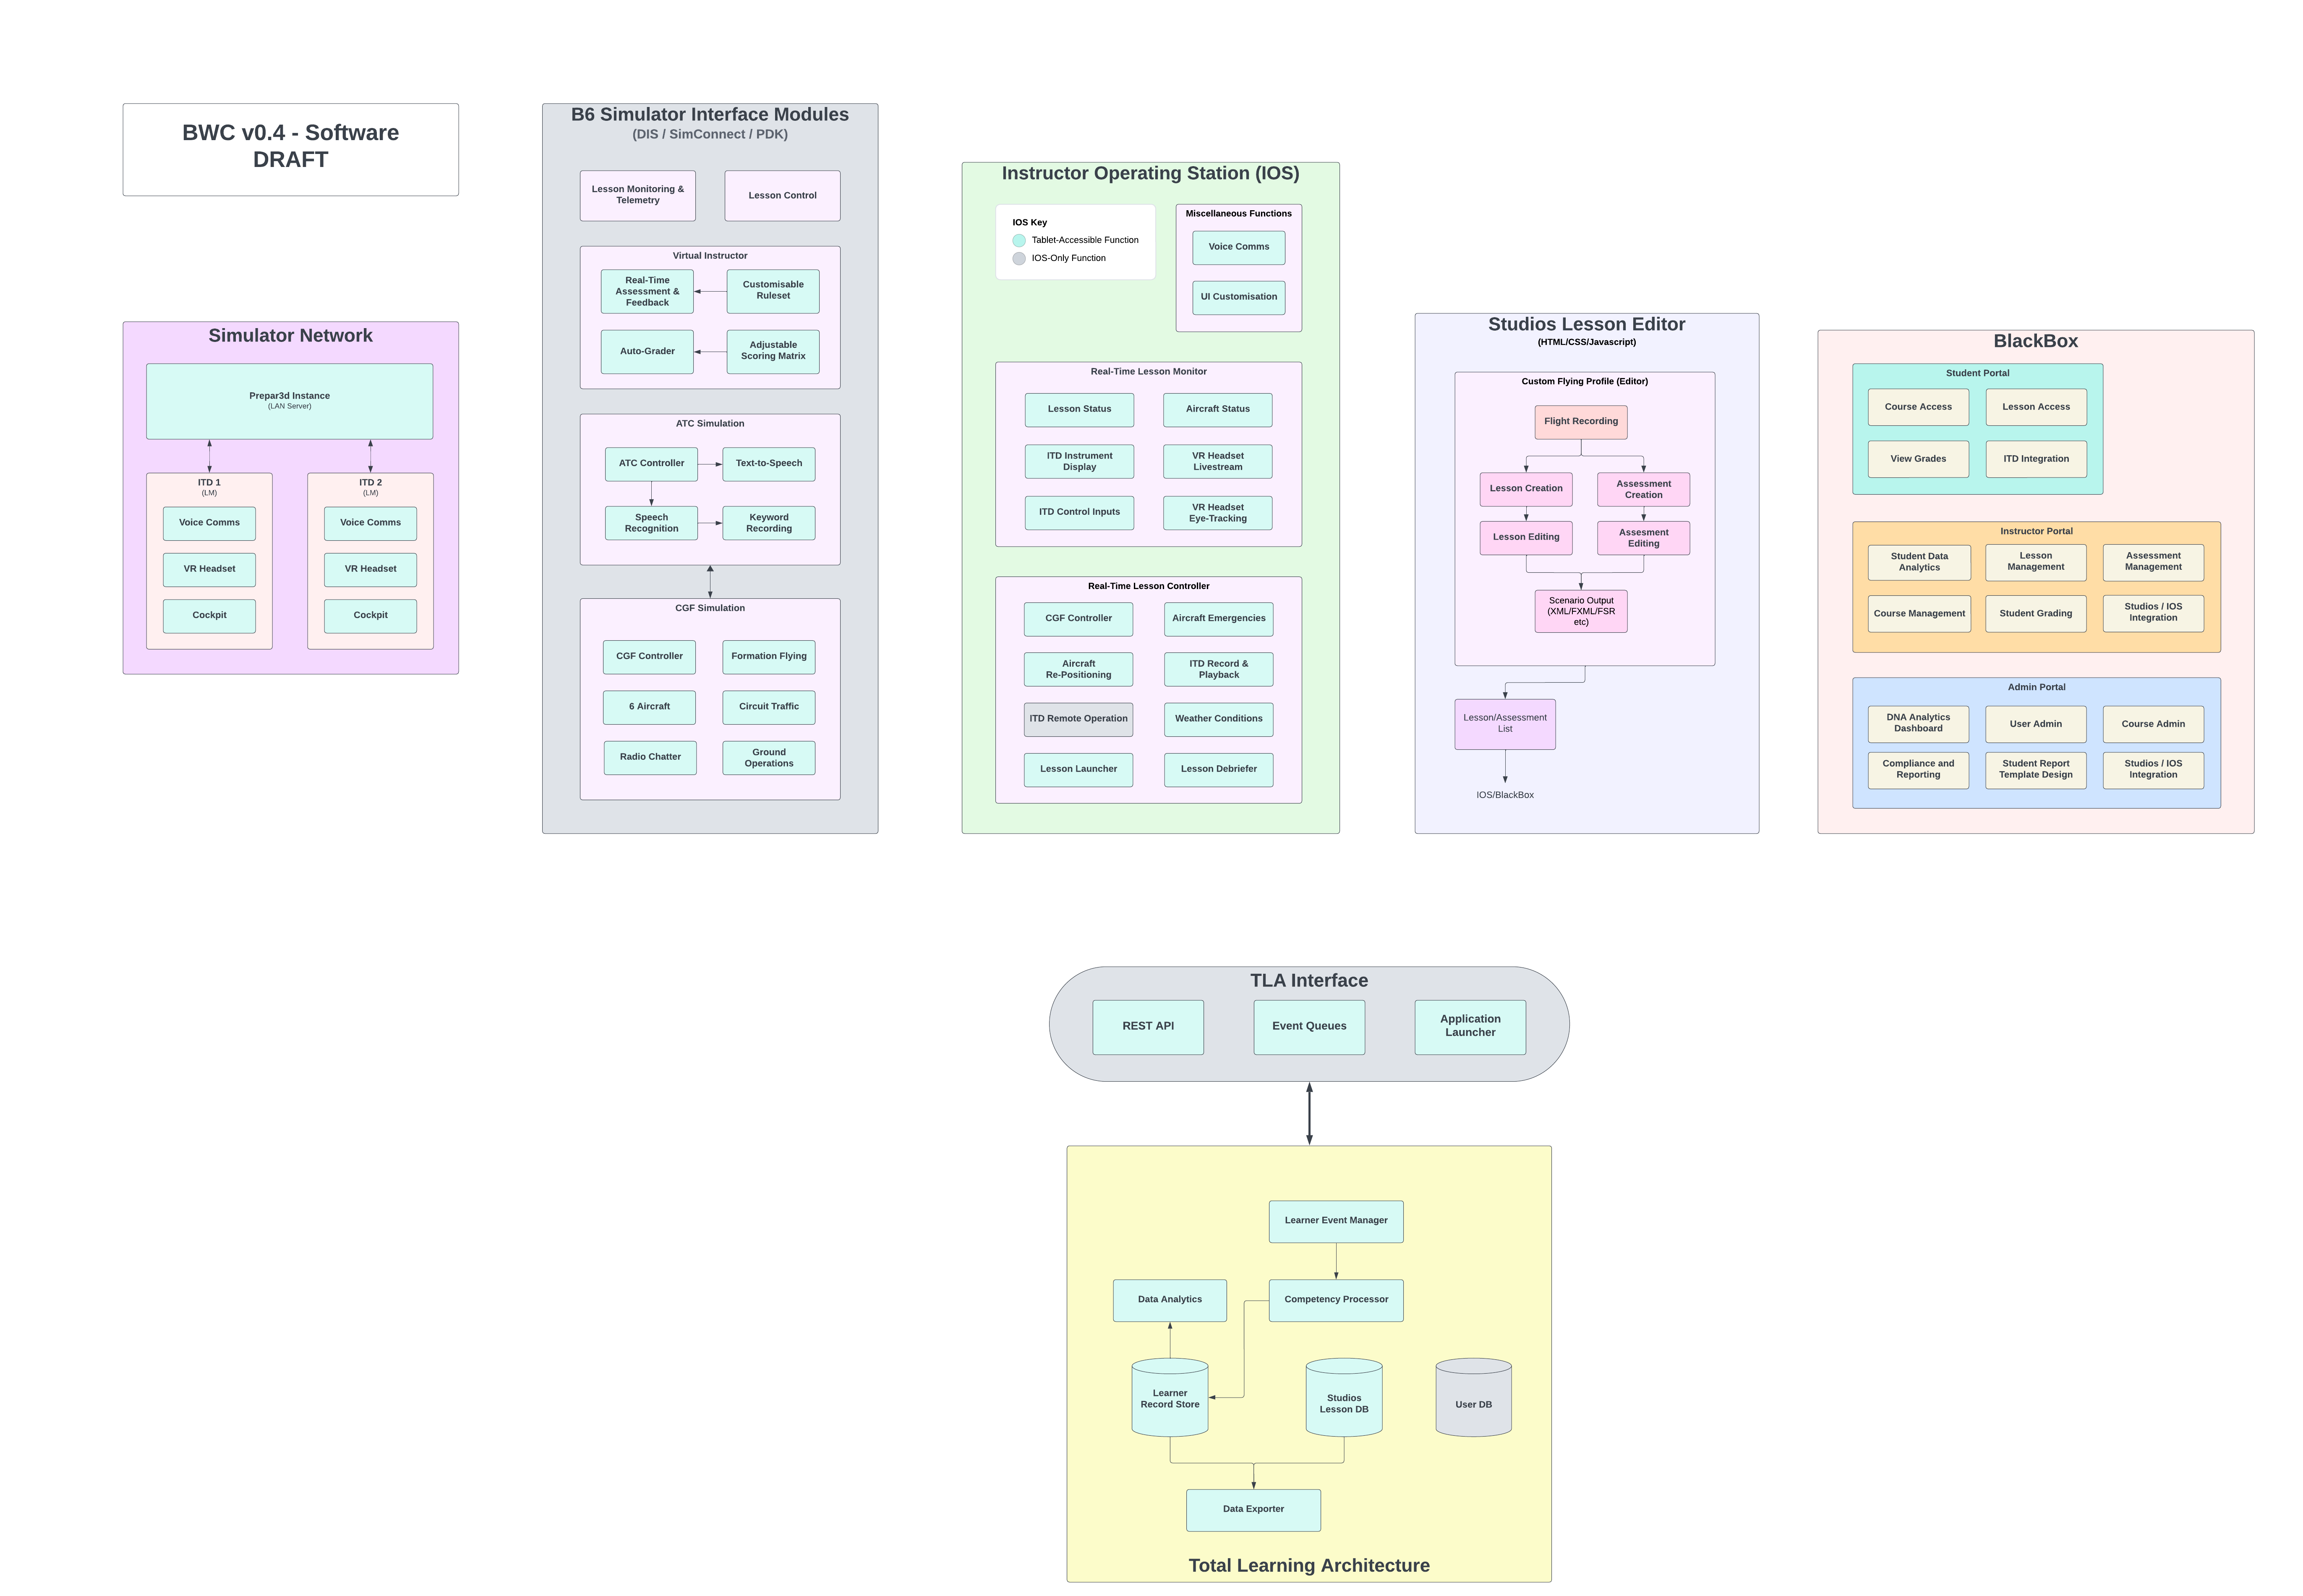 BWC v0.4 - Software
DRAFT
Simulator Network
Prepar3d Instance
(LAN Server)
ITD 1
(LM)
Voice Comms
VR Headset
Cockpit
ITD 2
(LM)
Voice Comms
VR Headset
Cockpit
B6 Simulator Interface Modules
(DIS / SimConnect / PDK)
Lesson Monitoring &
Telemetry
Lesson Control
Virtual Instructor
Real-Time
Assessment &
Feedback
Customisable
Ruleset
Auto-Grader
Adjustable
Scoring Matrix
ATC Simulation
ATC Controller
Text-to-Speech
Speech
Recognition
Keyword
Recording
CGF Simulation
CGF Controller
Formation Flying
6 Aircraft
Circuit Traffic
Radio Chatter
Ground
Operations
Instructor Operating Station (IOS)
IOS Key
Tablet-Accessible Function
IOS-Only Function
Miscellaneous Functions
Voice Comms
UI Customisation
Real-Time Lesson Monitor
Lesson Status
Aircraft Status
ITD Instrument
Display
VR Headset
Livestream
ITD Control Inputs
VR Headset
Eye-Tracking
Real-Time Lesson Controller
CGF Controller
Aircraft Emergencies
Aircraft
Re-Positioning
ITD Record &
Playback
ITD Remote Operation
Weather Conditions
Lesson Launcher
Lesson Debriefer
Studios Lesson Editor
(HTML/CSS/Javascript)
Custom Flying Profile (Editor)
Flight Recording
Lesson Creation
Assessment
Creation
Lesson Editing
Assesment
Editing
Scenario Output
(XML/FXML/FSR
etc)
Lesson/Assessment
List
IOS/BlackBox
BlackBox
Student Portal
Course Access
Lesson Access
View Grades
ITD Integration
Instructor Portal
Student Data
Analytics
Lesson
Management
Assessment
Management
Course Management
Student Grading
Studios / IOS
Integration
Admin Portal
DNA Analytics
Dashboard
User Admin
Course Admin
Compliance and
Reporting
Student Report
Template Design
Studios / IOS
Integration
TLA Interface
REST API
Event Queues
Application
Launcher
Learner Event Manager
Data Analytics
Competency Processor
Learner
Record Store
Studios
Lesson DB
User DB
Data Exporter
Total Learning Architecture